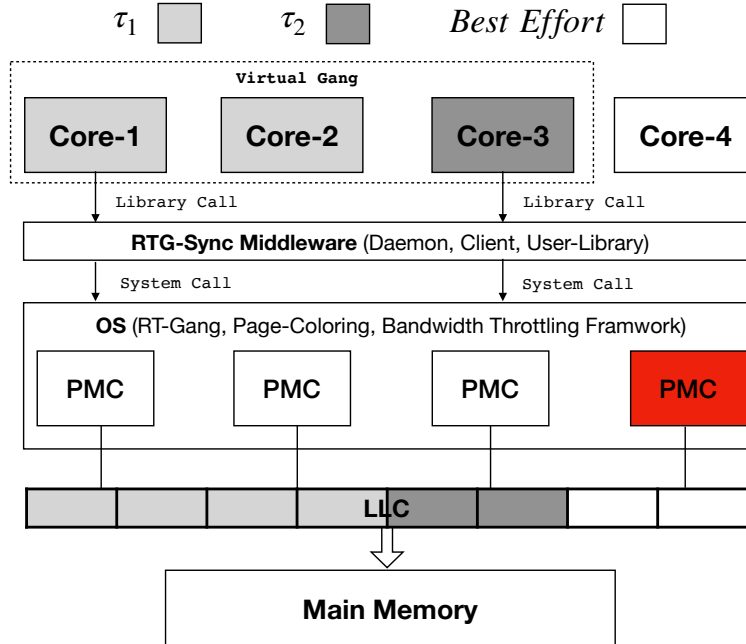 τ1 τ2 Best Effort
Virtual Gang
Core-1 Core-2 Core-3 Core-4
Library Call Library Call
RTG-Sync Middleware (Daemon, Client, User-Library)
System Call System Call
OS (RT-Gang, Page-Coloring, Bandwidth Throttling Framwork)
PMC PMC PMC PMC
LLC
Main Memory